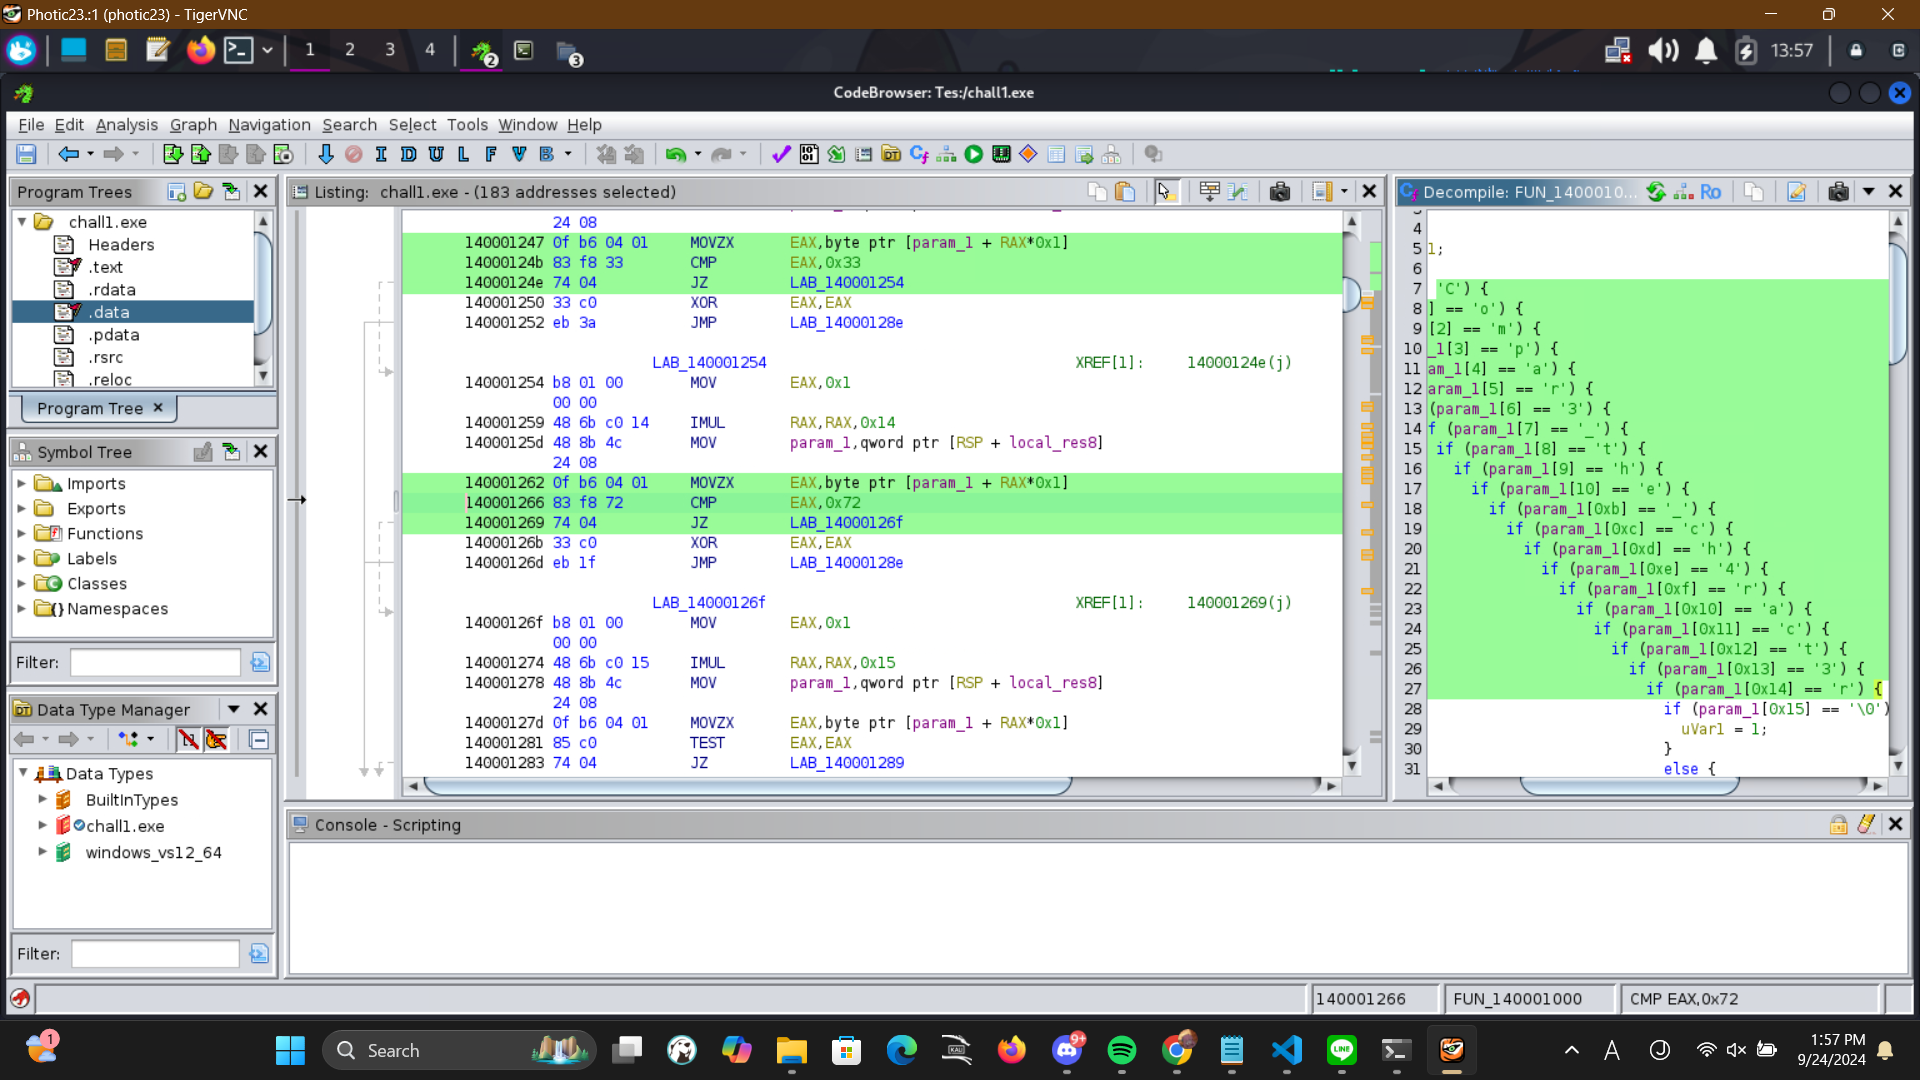 Photic23.:1 (photic23) - TigerVNC
1 2 3 4 2 3 13:57
CodeBrowser: Tes:/chall1.exe
File Edit Analysis Graph Navigation Search Select Tools Window Help
I D U L F V B
Program Trees
chall1.exe
Headers
.text
.rdata
.data
.pdata
.rsrc
.reloc
Program Tree ×
Symbol Tree
Imports
Exports
Functions
Labels
Classes
Namespaces
Filter:
Data Type Manager
Data Types
BuiltInTypes
chall1.exe
windows_vs12_64
Filter:
Listing: chall1.exe - (183 addresses selected)
24 08
140001247 0f b6 04 01 MOVZX EAX,byte ptr [param_1 + RAX*0x1]
14000124b 83 f8 33 CMP EAX,0x33
14000124e 74 04 JZ LAB_140001254
140001250 33 c0 XOR EAX,EAX
140001252 eb 3a JMP LAB_14000128e
LAB_140001254 XREF[1]: 14000124e(j)
140001254 b8 01 00 MOV EAX,0x1
00 00
140001259 48 6b c0 14 IMUL RAX,RAX,0x14
14000125d 48 8b 4c MOV param_1,qword ptr [RSP + local_res8]
24 08
140001262 0f b6 04 01 MOVZX EAX,byte ptr [param_1 + RAX*0x1]
140001266 83 f8 72 CMP EAX,0x72
140001269 74 04 JZ LAB_14000126f
14000126b 33 c0 XOR EAX,EAX
14000126d eb 1f JMP LAB_14000128e
LAB_14000126f XREF[1]: 140001269(j)
14000126f b8 01 00 MOV EAX,0x1
00 00
140001274 48 6b c0 15 IMUL RAX,RAX,0x15
140001278 48 8b 4c MOV param_1,qword ptr [RSP + local_res8]
24 08
14000127d 0f b6 04 01 MOVZX EAX,byte ptr [param_1 + RAX*0x1]
140001281 85 c0 TEST EAX,EAX
140001283 74 04 JZ LAB_140001289
Decompile: FUN_1400010... Ro
4
5 1;
6
7 'C') {
8 ] == 'o') {
9 [2] == 'm') {
10 _1[3] == 'p') {
11 am_1[4] == 'a') {
12 aram_1[5] == 'r') {
13 (param_1[6] == '3') {
14 f (param_1[7] == '_') {
15 if (param_1[8] == 't') {
16 if (param_1[9] == 'h') {
17 if (param_1[10] == 'e') {
18 if (param_1[0xb] == '_') {
19 if (param_1[0xc] == 'c') {
20 if (param_1[0xd] == 'h') {
21 if (param_1[0xe] == '4') {
22 if (param_1[0xf] == 'r') {
23 if (param_1[0x10] == 'a') {
24 if (param_1[0x11] == 'c') {
25 if (param_1[0x12] == 't') {
26 if (param_1[0x13] == '3') {
27 if (param_1[0x14] == 'r') {
28 if (param_1[0x15] == '\0')
29 uVar1 = 1;
30 }
31 else {
Console - Scripting
140001266 FUN_140001000 CMP EAX,0x72
1 Search 9+ 1:57 PM
9/24/2024